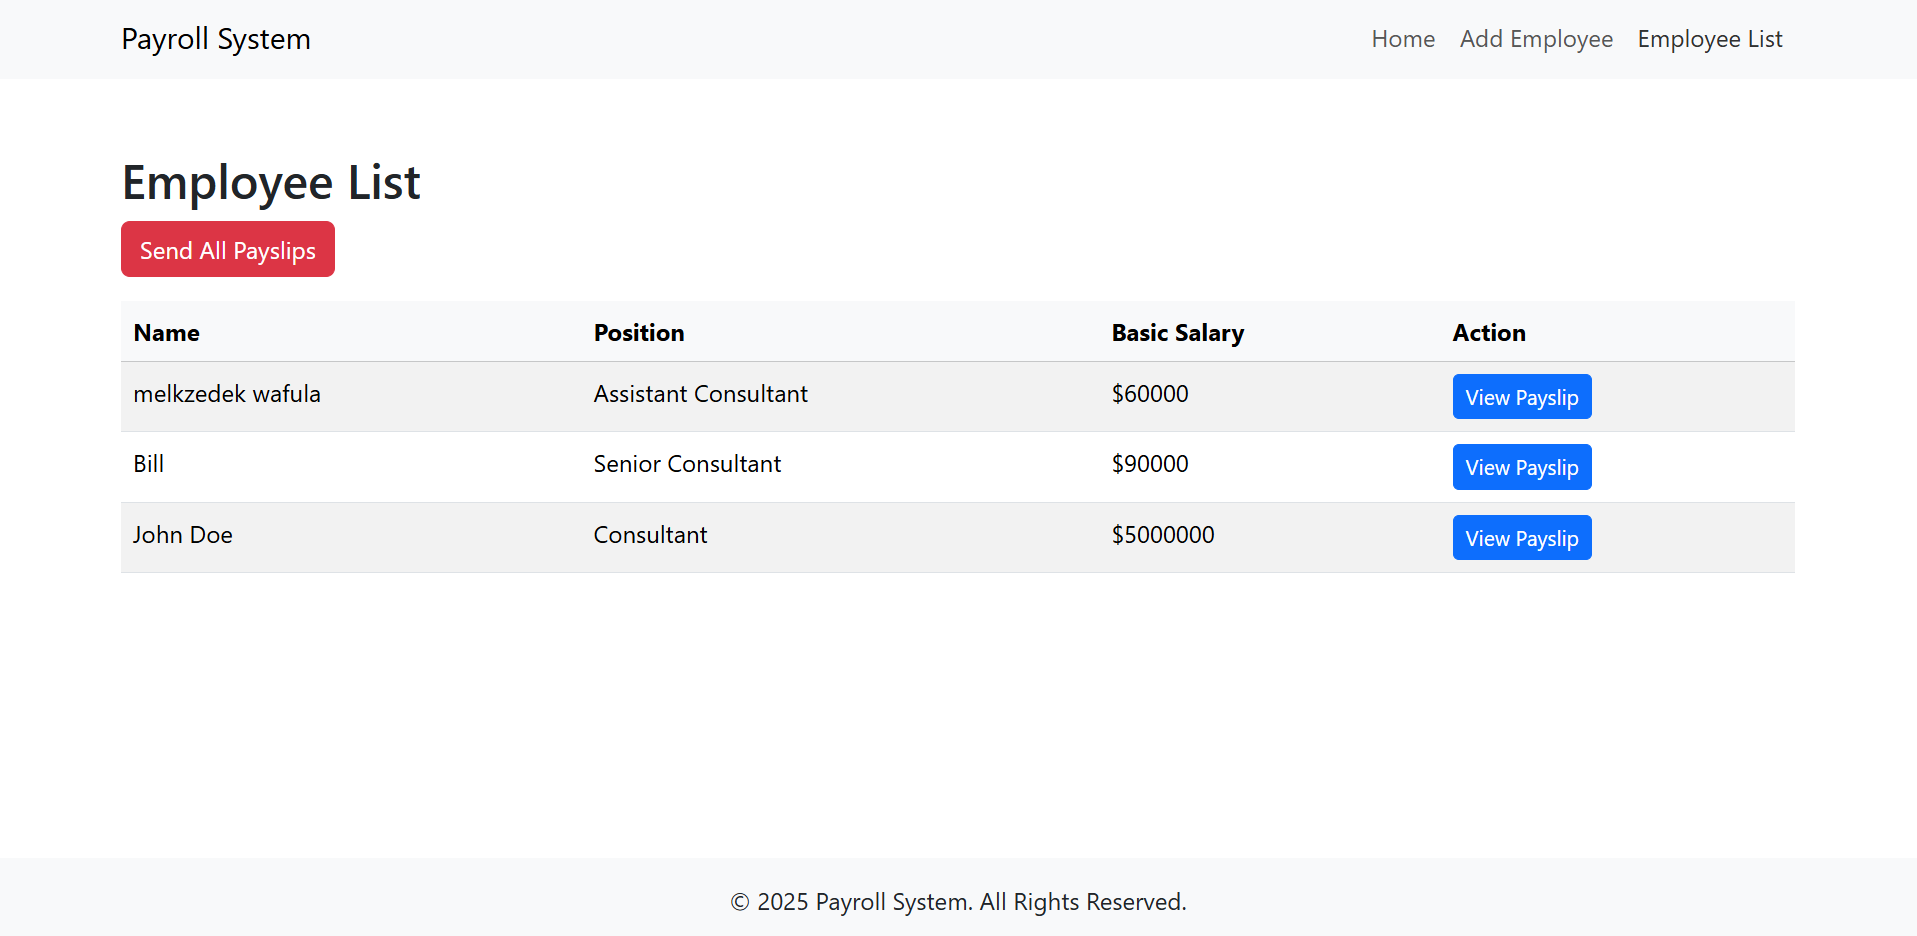 Payroll System Home Add Employee Employee List
Employee List
Send All Payslips
Name Position Basic Salary Action
melkzedek wafula Assistant Consultant $60000 View Payslip
Bill Senior Consultant $90000 View Payslip
John Doe Consultant $5000000 View Payslip
© 2025 Payroll System. All Rights Reserved.